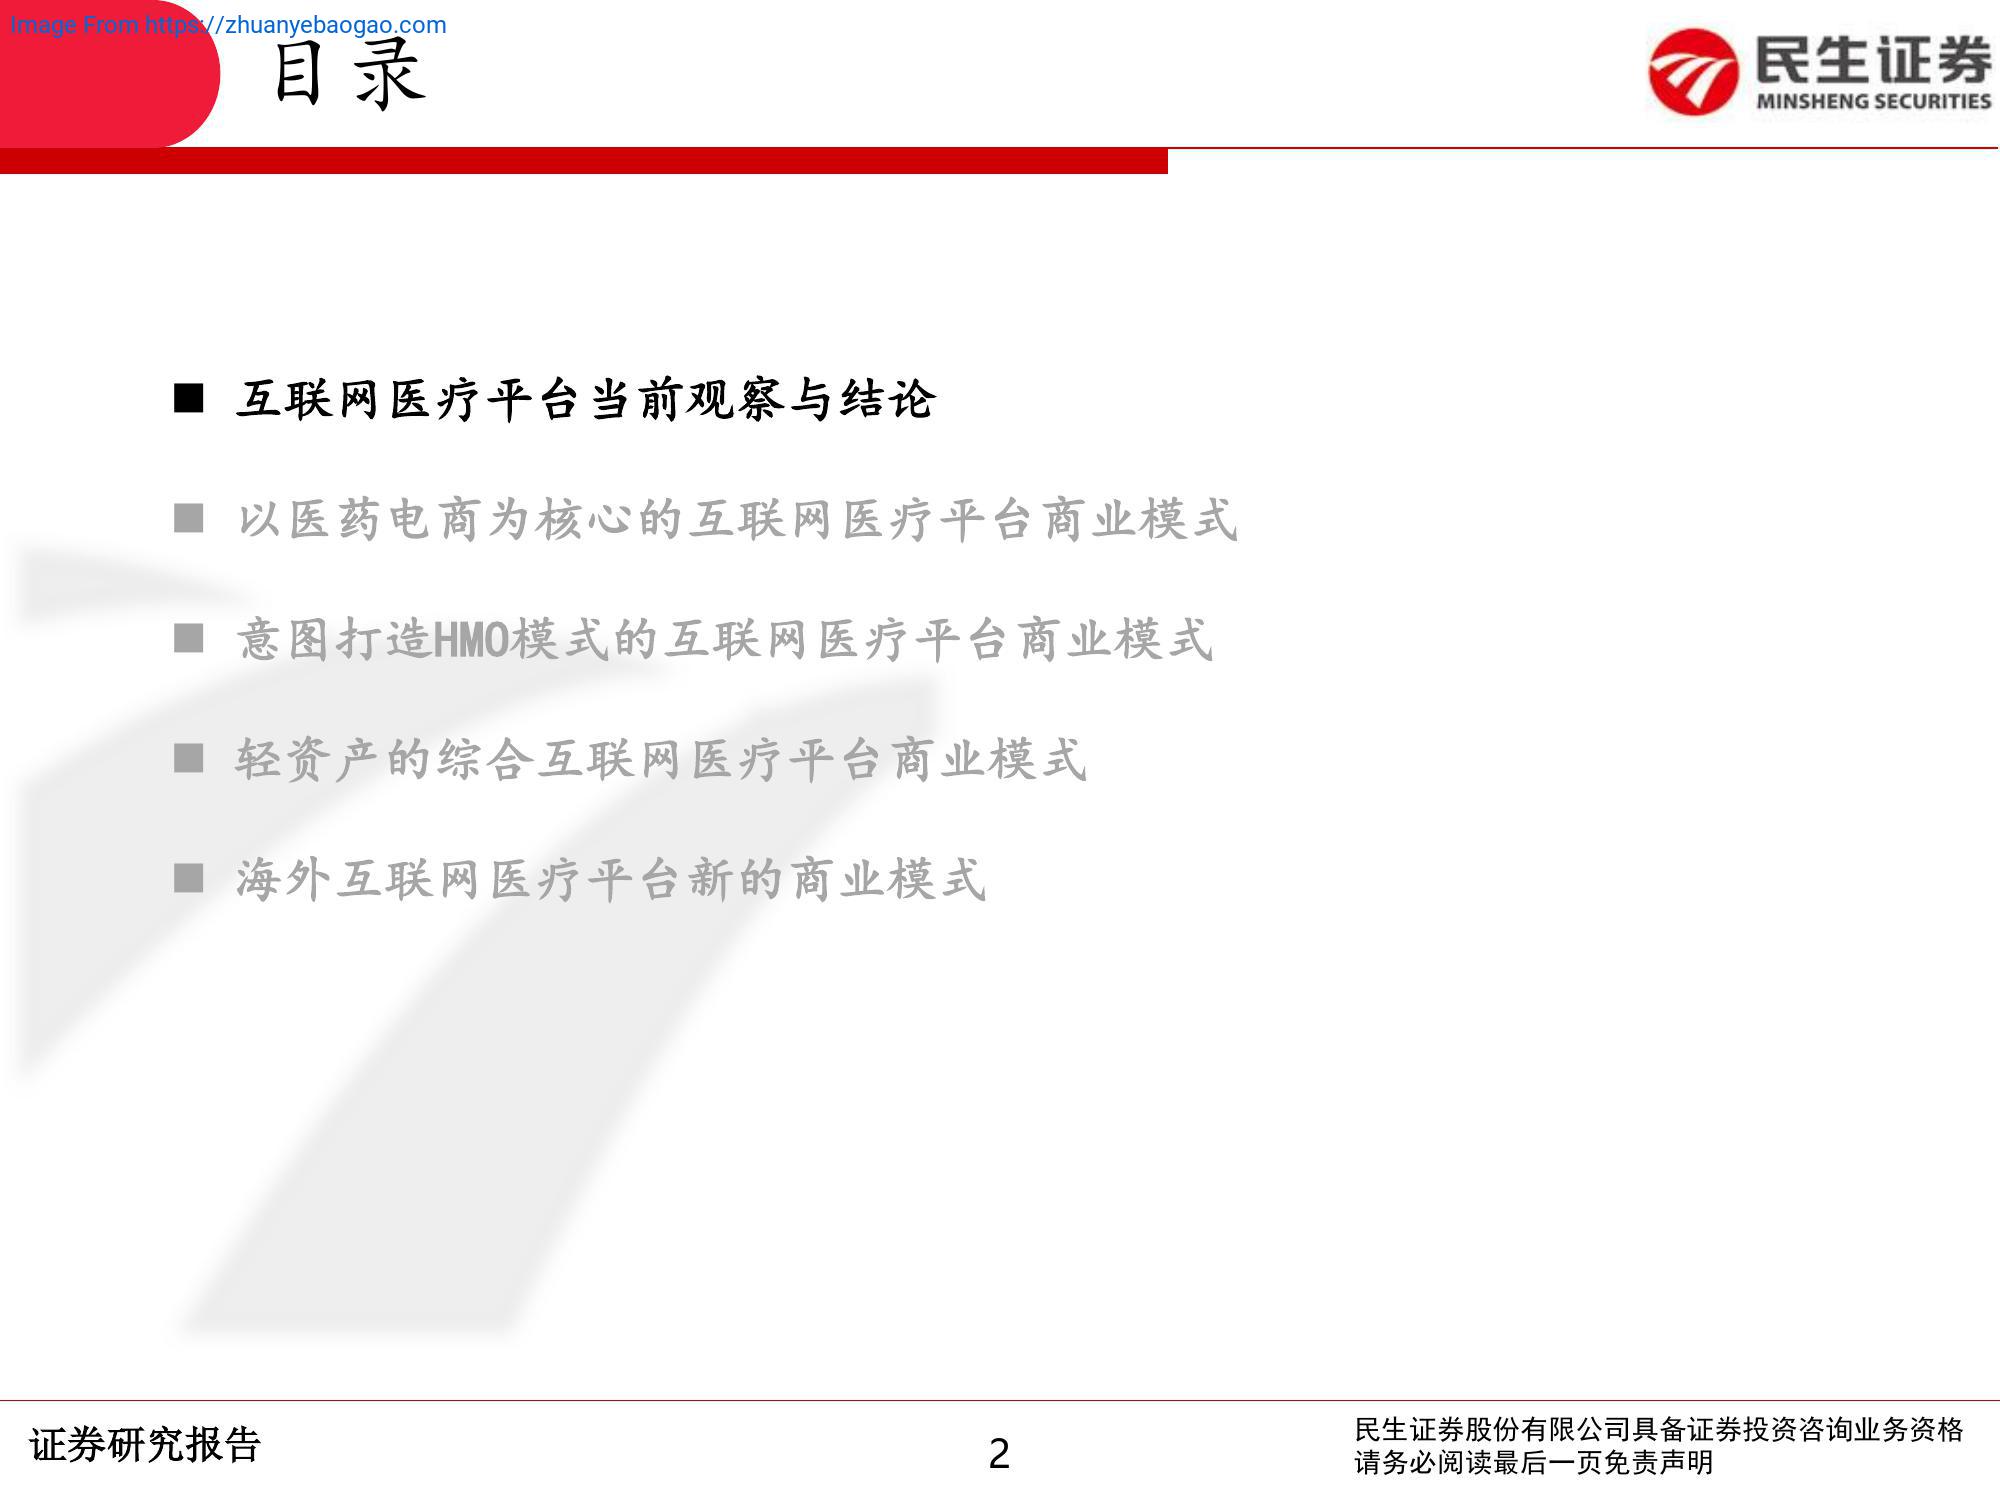 Image From https://zhuanyebaogao.com
目录
民生证券
MINSHENG SECURITIES
■ 互联网医疗平台当前观察与结论
■ 以医药电商为核心的互联网医疗平台商业模式
■ 意图打造HMO模式的互联网医疗平台商业模式
■ 轻资产的综合互联网医疗平台商业模式
■ 海外互联网医疗平台新的商业模式
证券研究报告
2
民生证券股份有限公司具备证券投资咨询业务资格
请务必阅读最后一页免责声明